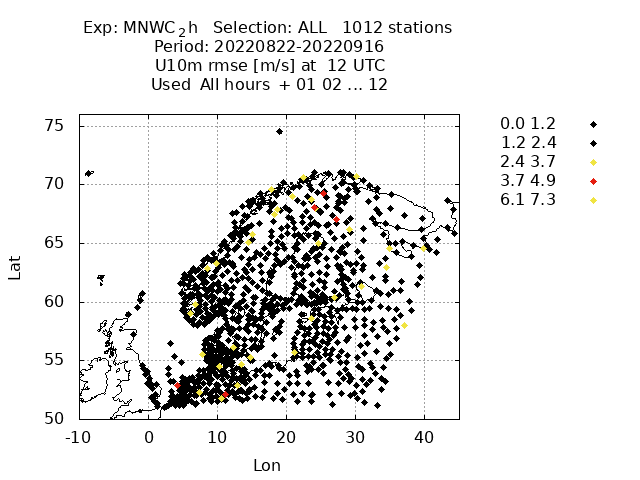 Exp: MNWC₂h Selection: ALL 1012 stations
Period: 20220822-20220916
U10m rmse [m/s] at 12 UTC
Used All hours + 01 02 ... 12
0.0 1.2
1.2 2.4
2.4 3.7
3.7 4.9
6.1 7.3
75
70
65
60
55
50
Lat
-10 0 10 20 30 40
Lon